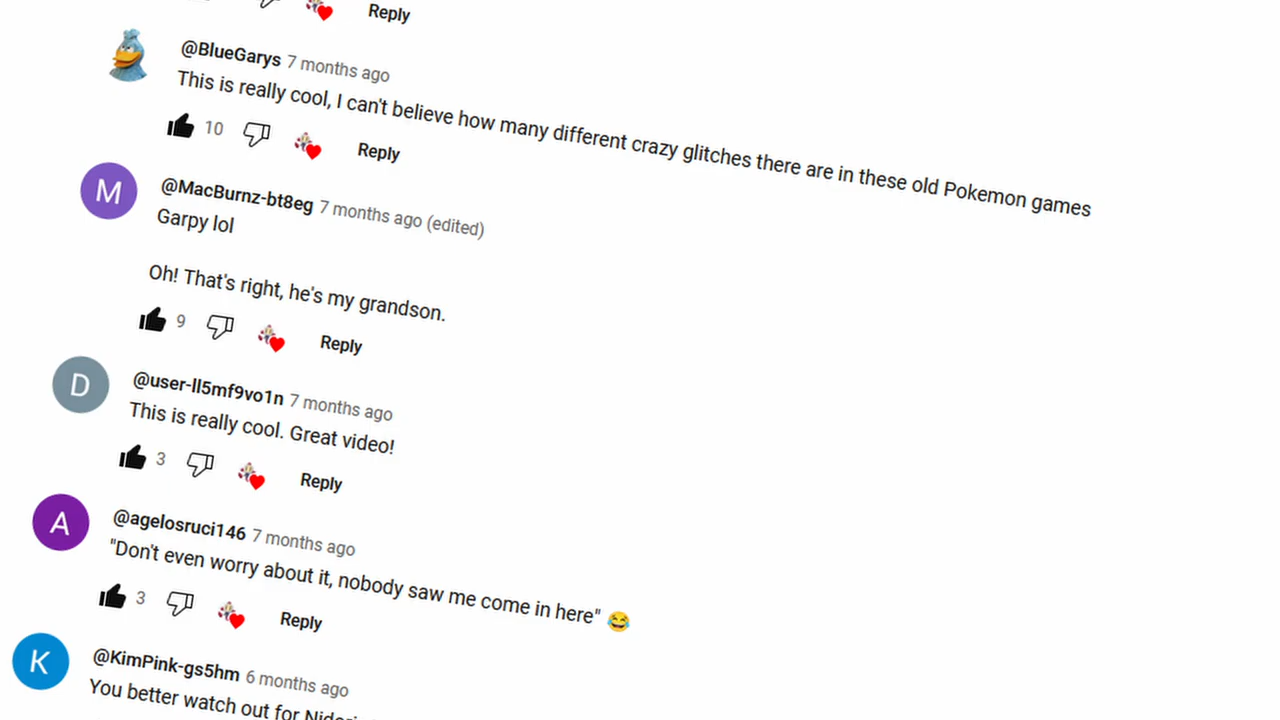 Reply
@BlueGarys 7 months ago
This is really cool, I can't believe how many different crazy glitches there are in these old Pokemon games
10 Reply
M
@MacBurnz-bt8eg 7 months ago (edited)
Garpy lol
Oh! That's right, he's my grandson.
9 Reply
D
@user-ll5mf9vo1n 7 months ago
This is really cool. Great video!
3 Reply
A
@agelosruci146 7 months ago
"Don't even worry about it, nobody saw me come in here" 😂
3 Reply
K
@KimPink-gs5hm 6 months ago
You better watch out for